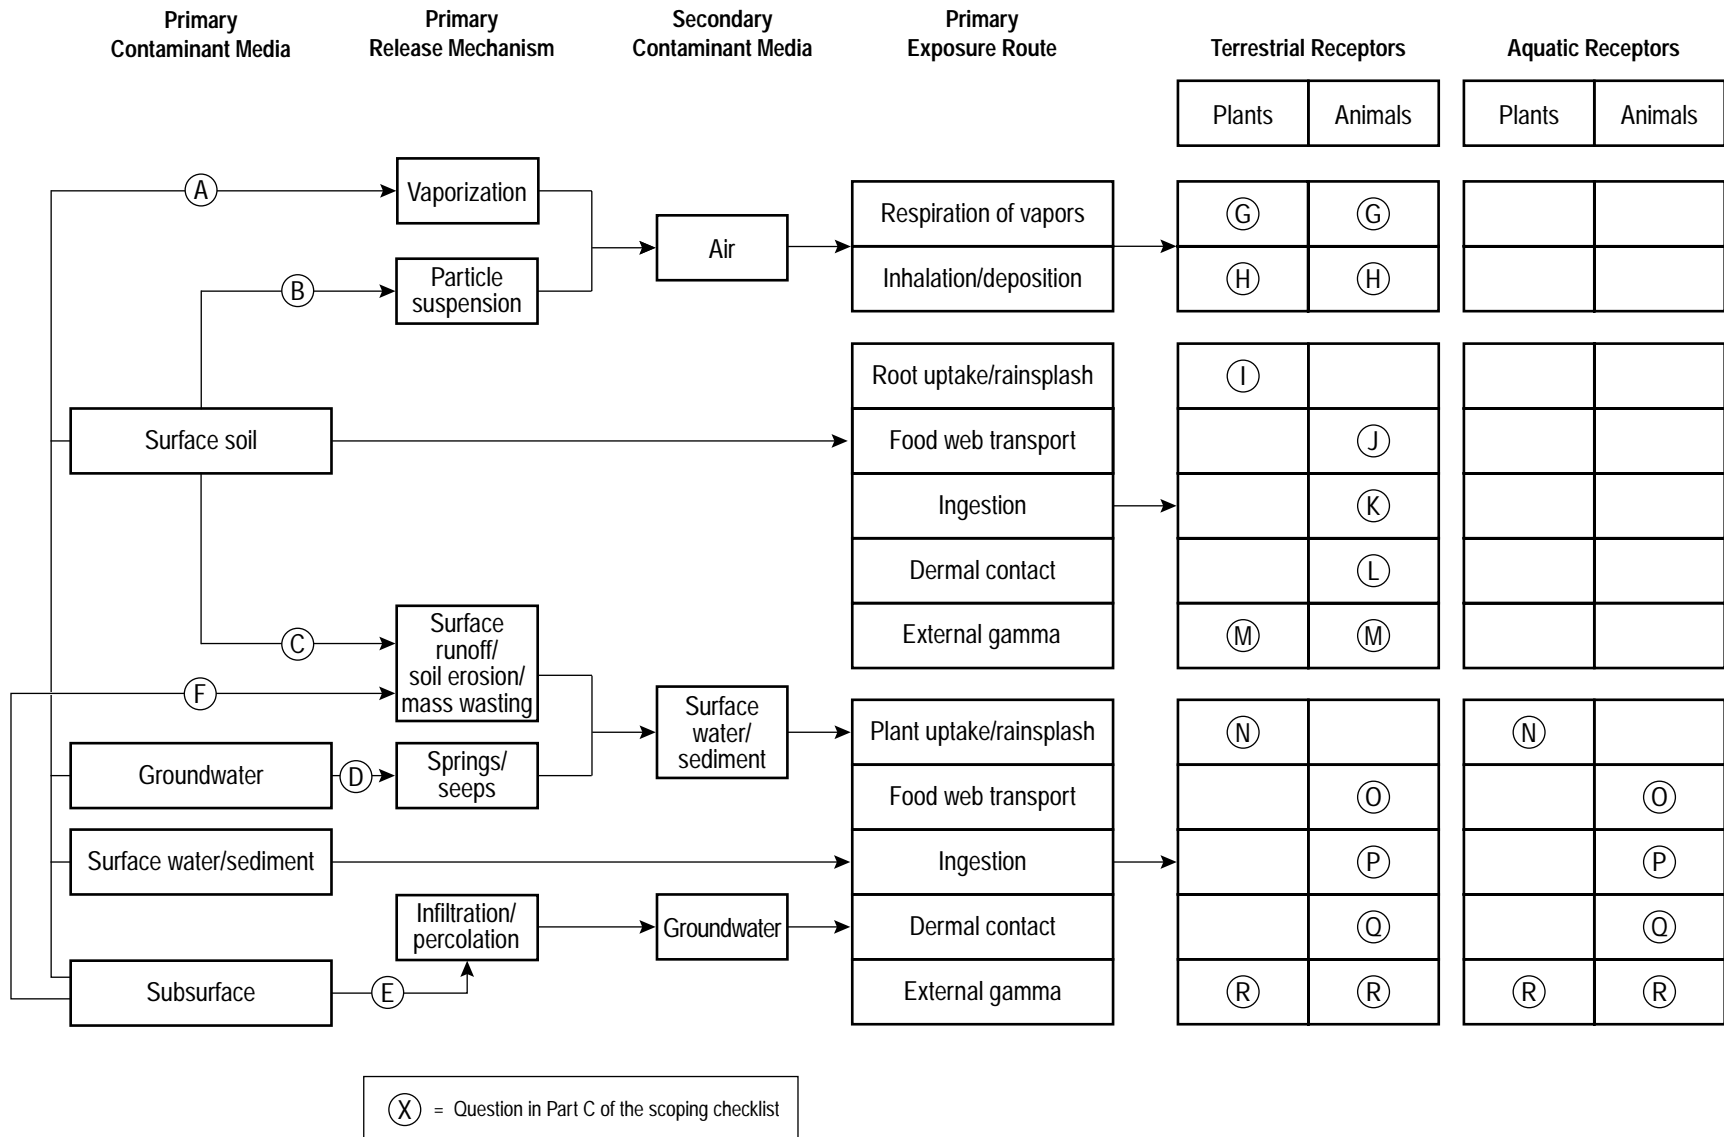 Primary
Contaminant Media
Primary
Release Mechanism
Secondary
Contaminant Media
Primary
Exposure Route
Terrestrial Receptors
Aquatic Receptors
Plants
Animals
Plants
Animals
A
Vaporization
B
Particle
suspension
Air
Respiration of vapors
G
G
Inhalation/deposition
H
H
Surface soil
Root uptake/rainsplash
I
Food web transport
J
Ingestion
K
Dermal contact
L
External gamma
M
M
C
Surface
runoff/
soil erosion/
mass wasting
F
Groundwater
D
Springs/
seeps
Surface
water/
sediment
Plant uptake/rainsplash
N
N
Food web transport
O
O
Surface water/sediment
Ingestion
P
P
Infiltration/
percolation
Groundwater
Dermal contact
Q
Q
Subsurface
E
External gamma
R
R
R
R
X = Question in Part C of the scoping checklist